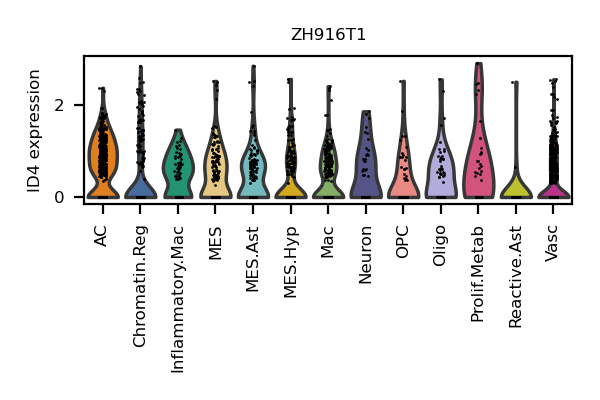 ZH916T1
ID4 expression
2
0
AC
Chromatin.Reg
Inflammatory.Mac
MES
MES.Ast
MES.Hyp
Mac
Neuron
OPC
Oligo
Prolif.Metab
Reactive.Ast
Vasc